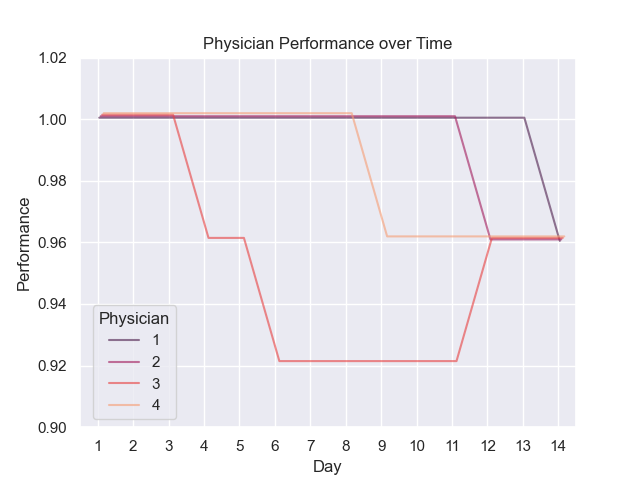 Physician Performance over Time
1.02
1.00
0.98
0.96
0.94
0.92
0.90
Performance
Physician
1
2
3
4
1 2 3 4 5 6 7 8 9 10 11 12 13 14
Day